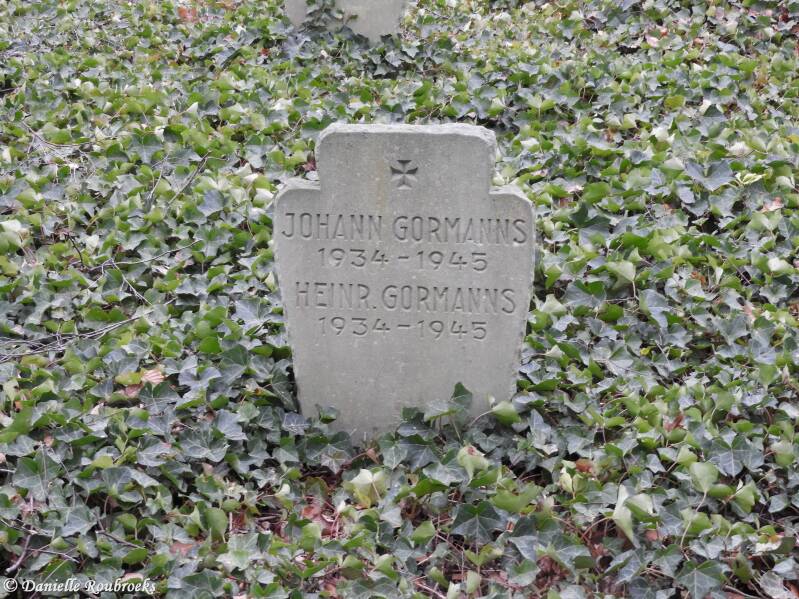 JOHANN GORMANNS
1934-1945
HEINR. GORMANNS
1934-1945
© Danielle Roubroeks